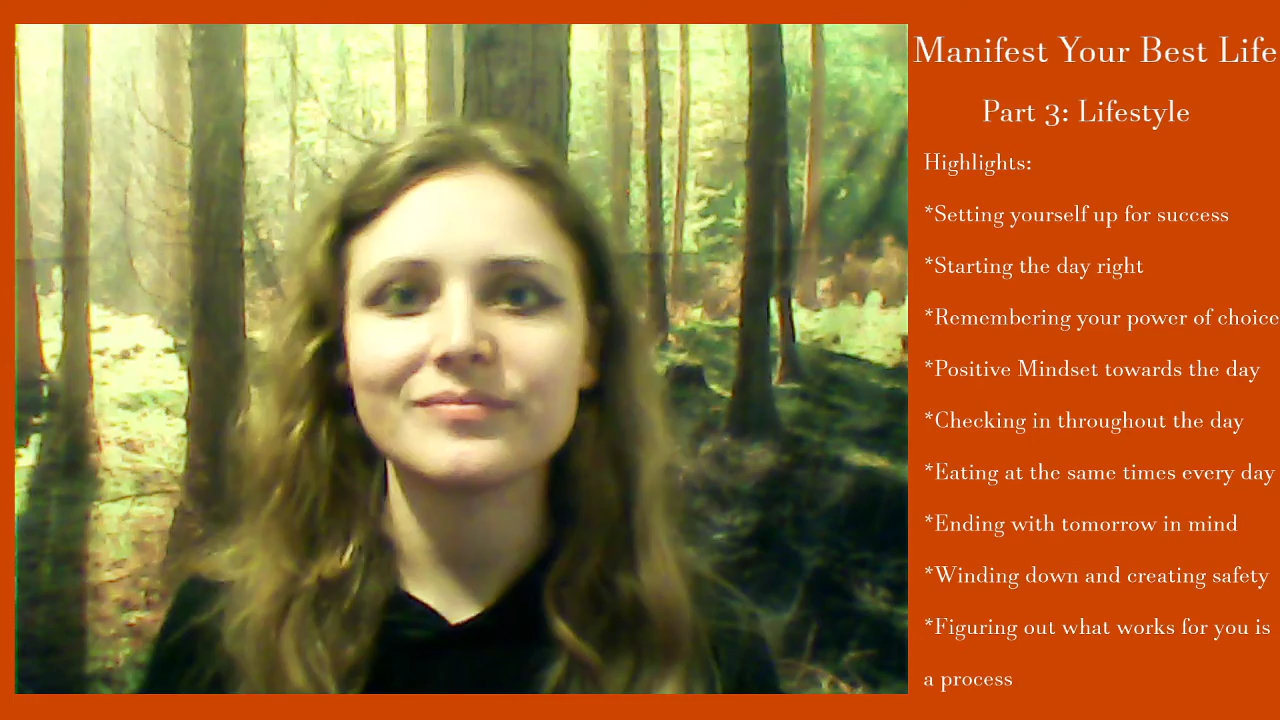 Manifest Your Best Life
Part 3: Lifestyle
Highlights:
*Setting yourself up for success
*Starting the day right
*Remembering your power of choice
*Positive Mindset towards the day
*Checking in throughout the day
*Eating at the same times every day
*Ending with tomorrow in mind
*Winding down and creating safety
*Figuring out what works for you is
a process